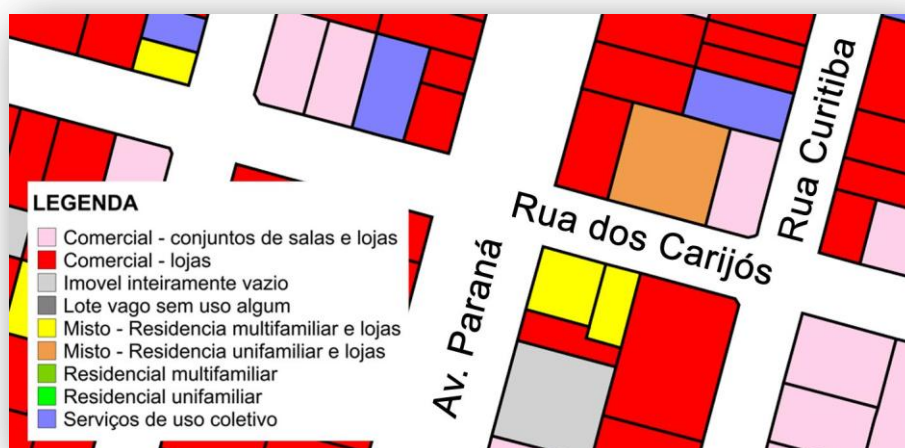 Rua Curitiba
Rua dos Carijós
Av. Paraná
LEGENDA
Comercial - conjuntos de salas e lojas
Comercial - lojas
Imovel inteiramente vazio
Lote vago sem uso algum
Misto - Residencia multifamiliar e lojas
Misto - Residencia unifamiliar e lojas
Residencial multifamiliar
Residencial unifamiliar
Serviços de uso coletivo